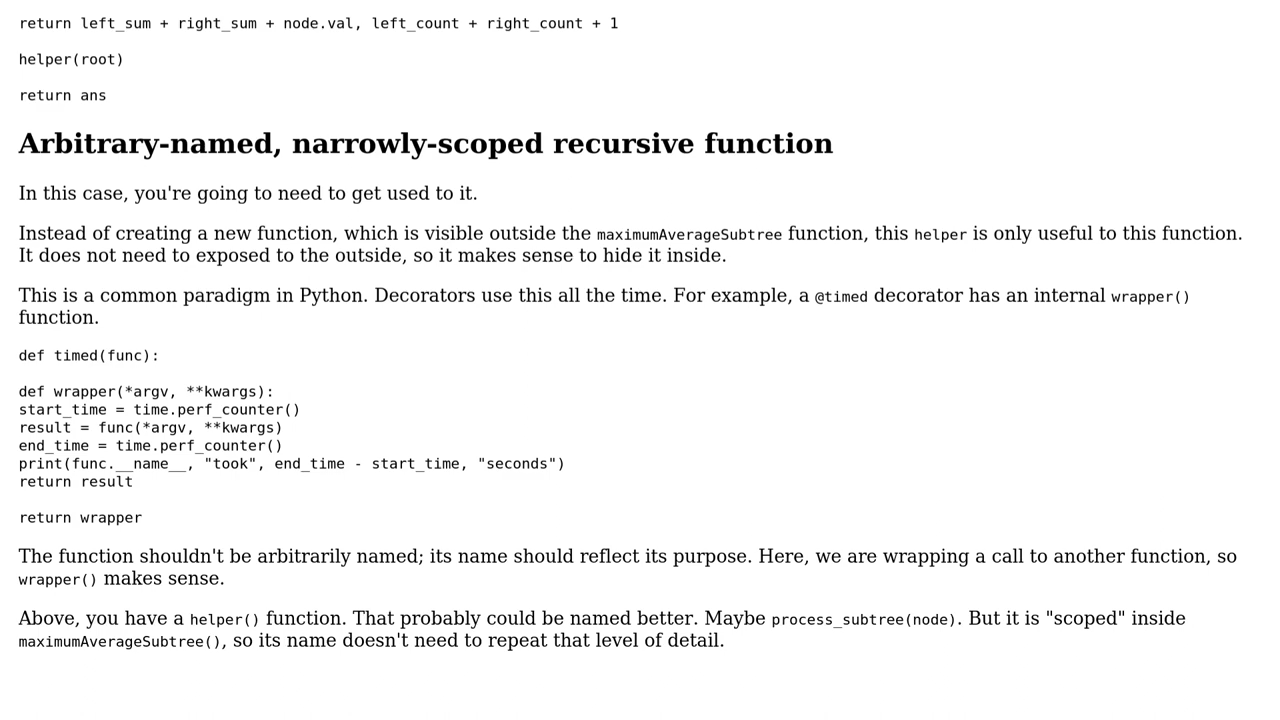 return left_sum + right_sum + node.val, left_count + right_count + 1
helper(root)
return ans
Arbitrary-named, narrowly-scoped recursive function
In this case, you're going to need to get used to it.
Instead of creating a new function, which is visible outside the maximumAverageSubtree function, this helper is only useful to this function.
It does not need to exposed to the outside, so it makes sense to hide it inside.
This is a common paradigm in Python. Decorators use this all the time. For example, a @timed decorator has an internal wrapper()
function.
def timed(func):
def wrapper(*argv, **kwargs):
start_time = time.perf_counter()
result = func(*argv, **kwargs)
end_time = time.perf_counter()
print(func.__name__, "took", end_time - start_time, "seconds")
return result
return wrapper
The function shouldn't be arbitrarily named; its name should reflect its purpose. Here, we are wrapping a call to another function, so
wrapper() makes sense.
Above, you have a helper() function. That probably could be named better. Maybe process_subtree(node). But it is "scoped" inside
maximumAverageSubtree(), so its name doesn't need to repeat that level of detail.